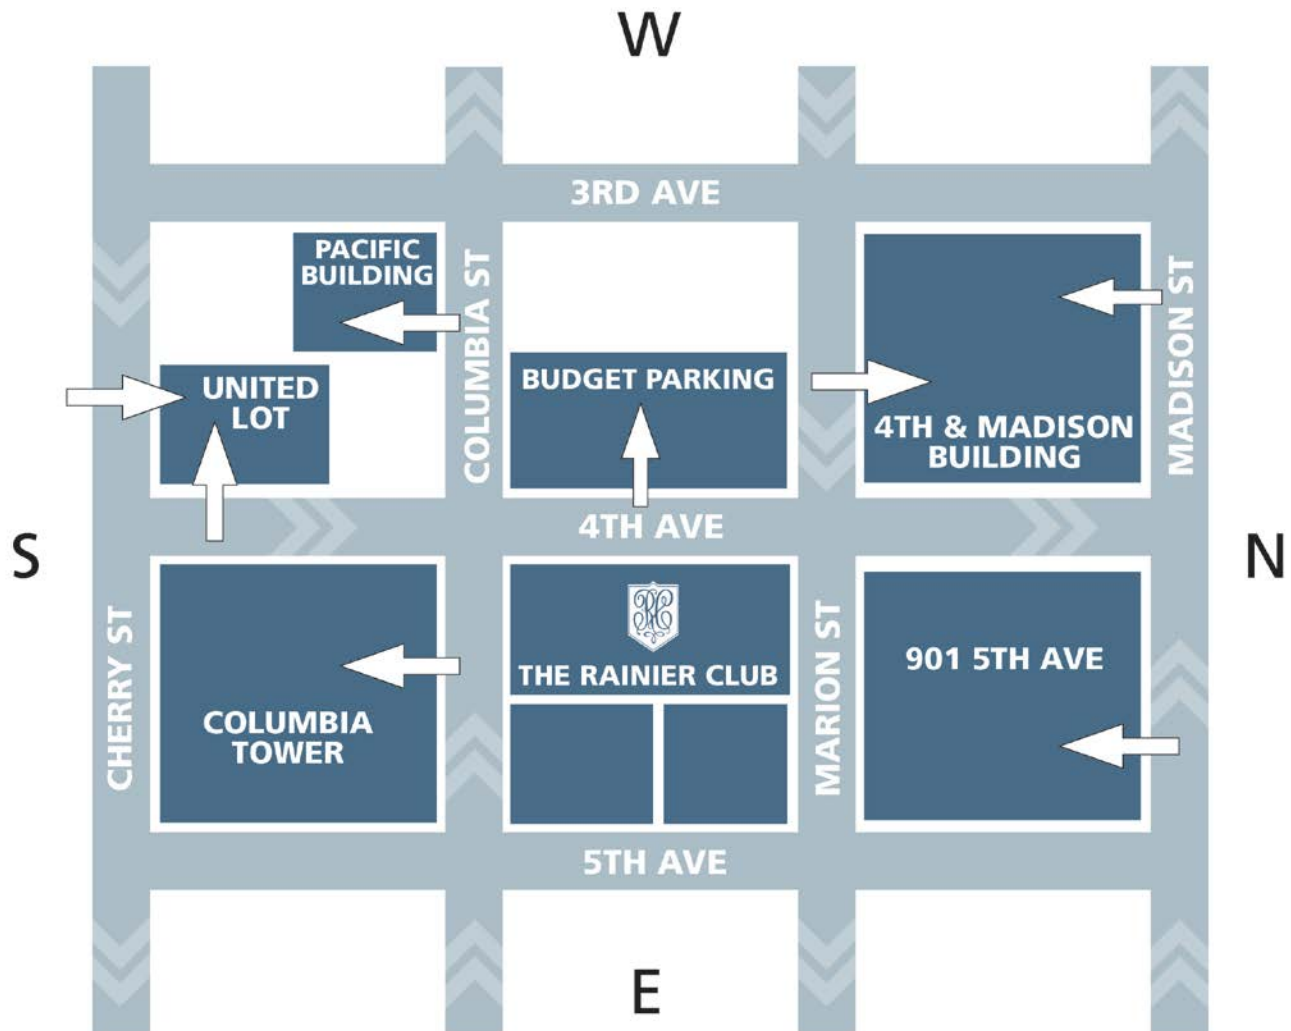 W
3RD AVE
PACIFIC
BUILDING
COLUMBIA ST
MADISON ST
UNITED
LOT
BUDGET PARKING
4TH & MADISON
BUILDING
4TH AVE
S
N
CHERRY ST
THE RAINIER CLUB
MARION ST
901 5TH AVE
COLUMBIA
TOWER
5TH AVE
E